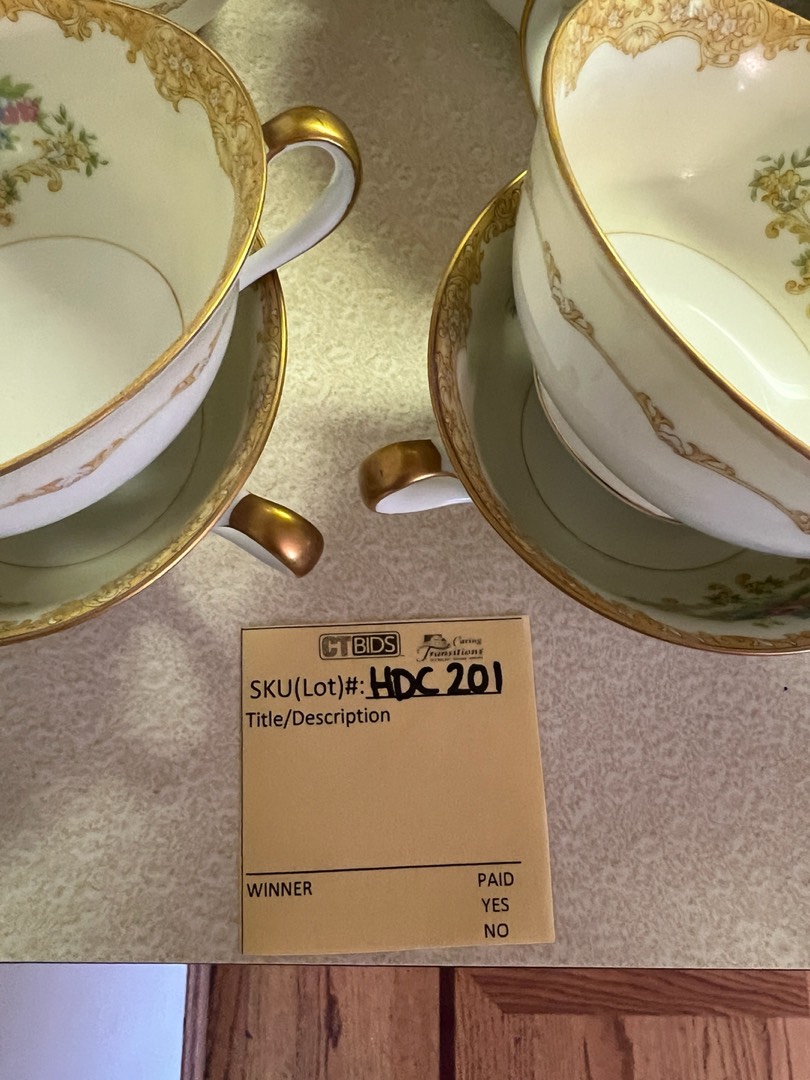 CTBIDS Caring Transitions
SKU(Lot)#: HDC 201
Title/Description
WINNER PAID
YES
NO